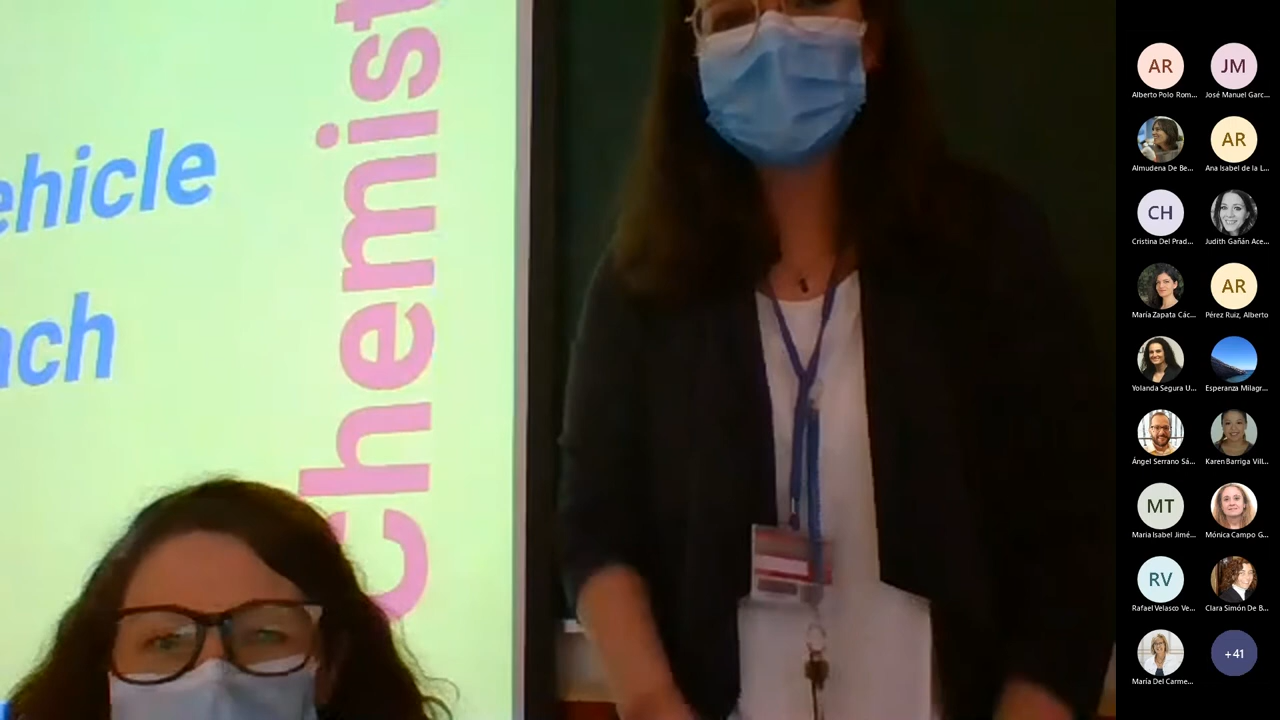 ehicle
ach
Chemist
AR
Alberto Polo Rom...
JM
José Manuel Garc...
Almudena De Be...
AR
Ana Isabel de la L...
CH
Cristina Del Prad...
Judith Gañán Ace...
María Zapata Các...
AR
Pérez Ruiz, Alberto
Yolanda Segura U...
Esperanza Milagr...
Ángel Serrano Sá...
Karen Barriga Vill...
MT
Maria Isabel Jimé...
Mónica Campo G...
RV
Rafael Velasco Ve...
Clara Simón De B...
María Del Carme...
+41